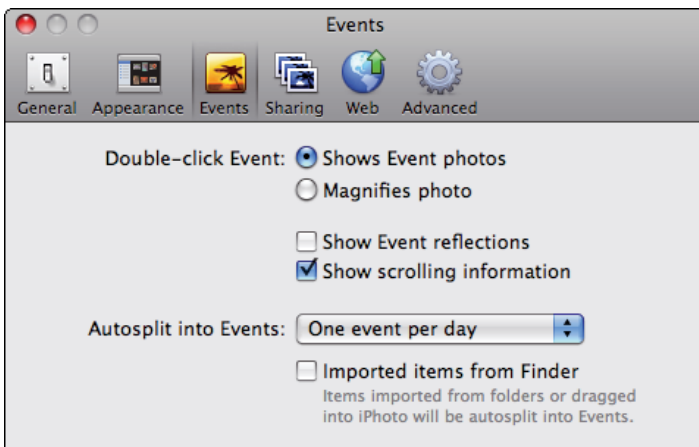 Events
General Appearance Events Sharing Web Advanced
Double-click Event: Shows Event photos
Magnifies photo
Show Event reflections
Show scrolling information
Autosplit into Events: One event per day
Imported items from Finder
Items imported from folders or dragged
into iPhoto will be autosplit into Events.